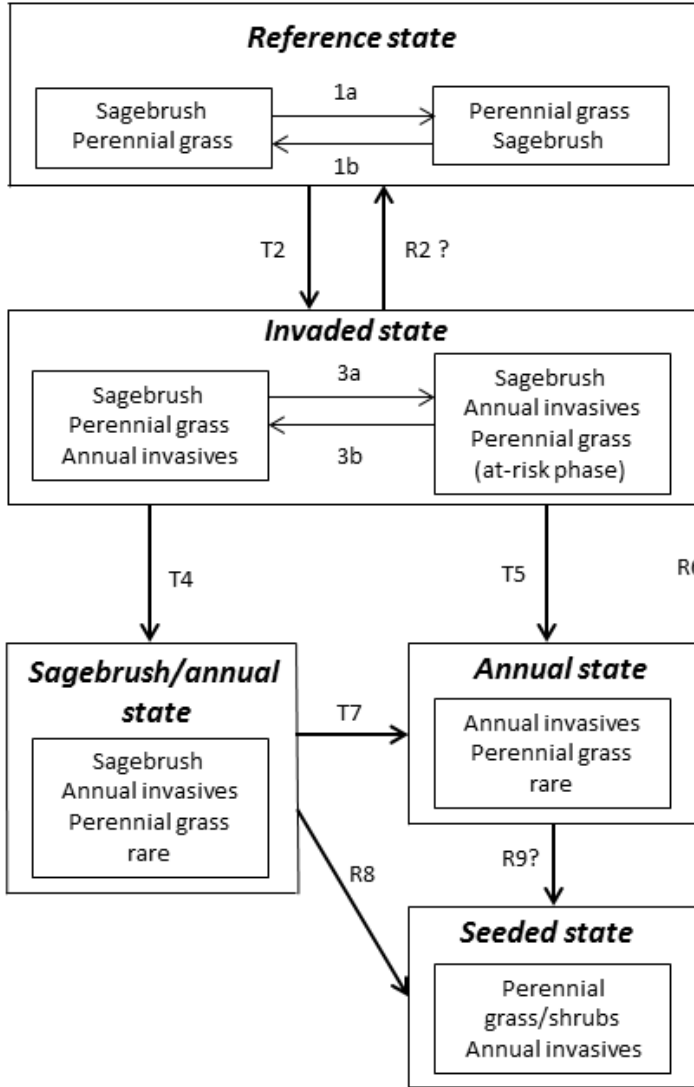 Reference state
Sagebrush
Perennial grass
1a
1b
Perennial grass
Sagebrush
T2
R2 ?
Invaded state
Sagebrush
Perennial grass
Annual invasives
3a
3b
Sagebrush
Annual invasives
Perennial grass
(at-risk phase)
T4
T5
Sagebrush/annual
state
Sagebrush
Annual invasives
Perennial grass
rare
T7
Annual state
Annual invasives
Perennial grass
rare
R8
R9?
Seeded state
Perennial
grass/shrubs
Annual invasives